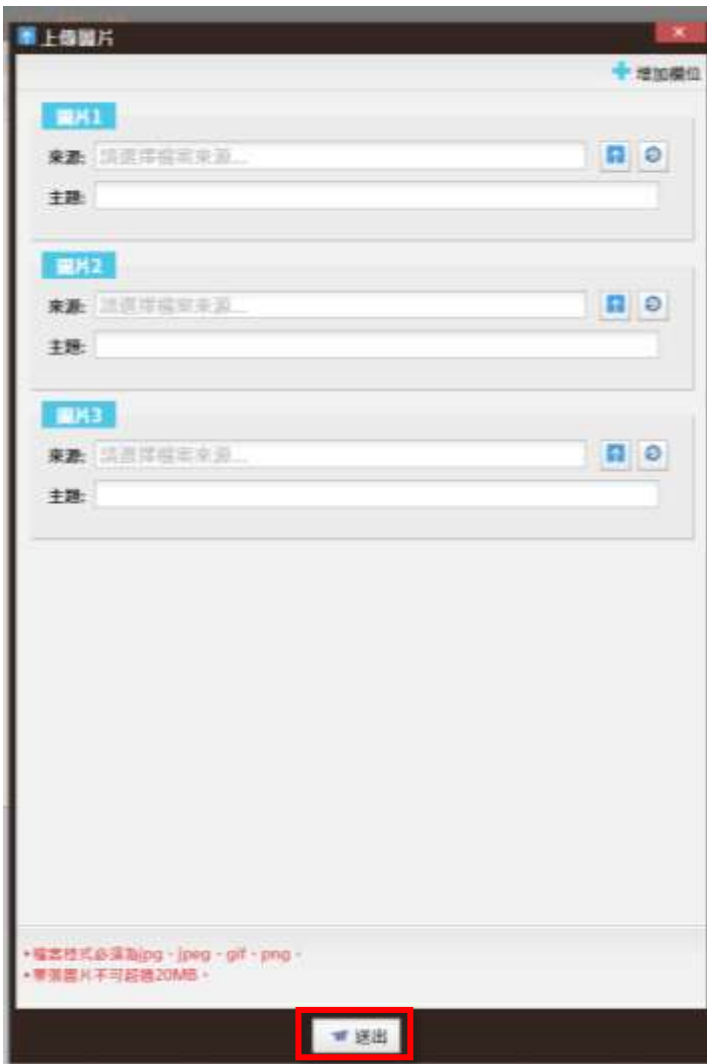 上傳圖片
增加欄位
圖片1
來源: 請選擇檔案來源...
主題:
圖片2
來源: 請選擇檔案來源...
主題:
圖片3
來源: 請選擇檔案來源...
主題:
•檔案格式必須為jpg、jpeg、gif、png。
•單張圖片不可超過20MB。
送出